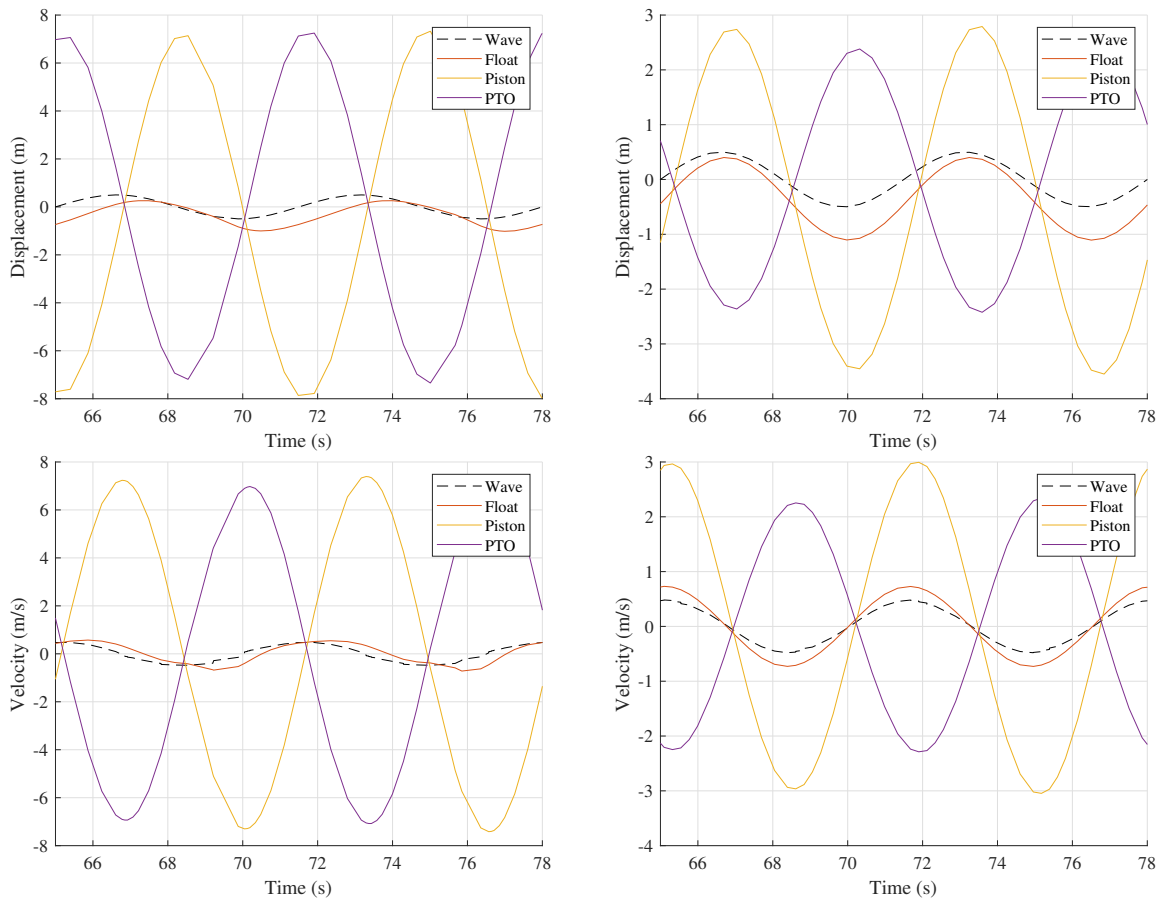 8
6
4
2
0
-2
-4
-6
-8
Displacement (m)
66
68
70
72
74
76
78
Time (s)
Wave
Float
Piston
PTO
3
2
1
0
-1
-2
-3
-4
Displacement (m)
66
68
70
72
74
76
78
Time (s)
Wave
Float
Piston
PTO
8
6
4
2
0
-2
-4
-6
-8
Velocity (m/s)
66
68
70
72
74
76
78
Time (s)
Wave
Float
Piston
PTO
3
2
1
0
-1
-2
-3
-4
Velocity (m/s)
66
68
70
72
74
76
78
Time (s)
Wave
Float
Piston
PTO